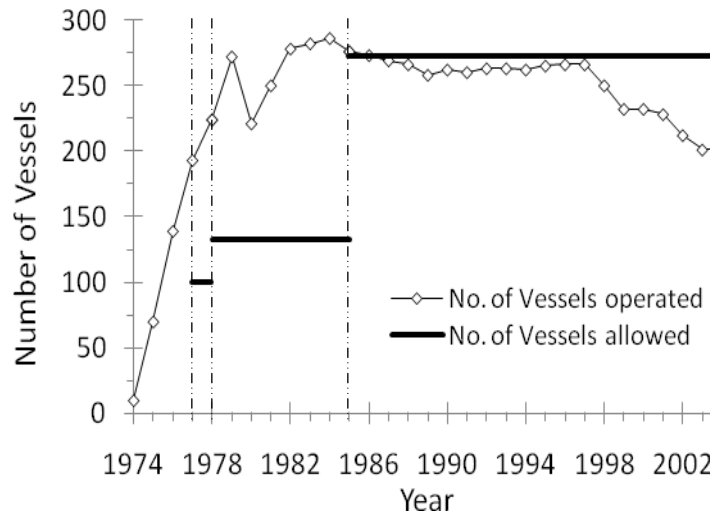 300
250
200
150
100
50
0
Number of Vessels
No. of Vessels operated
No. of Vessels allowed
1974 1978 1982 1986 1990 1994 1998 2002
Year